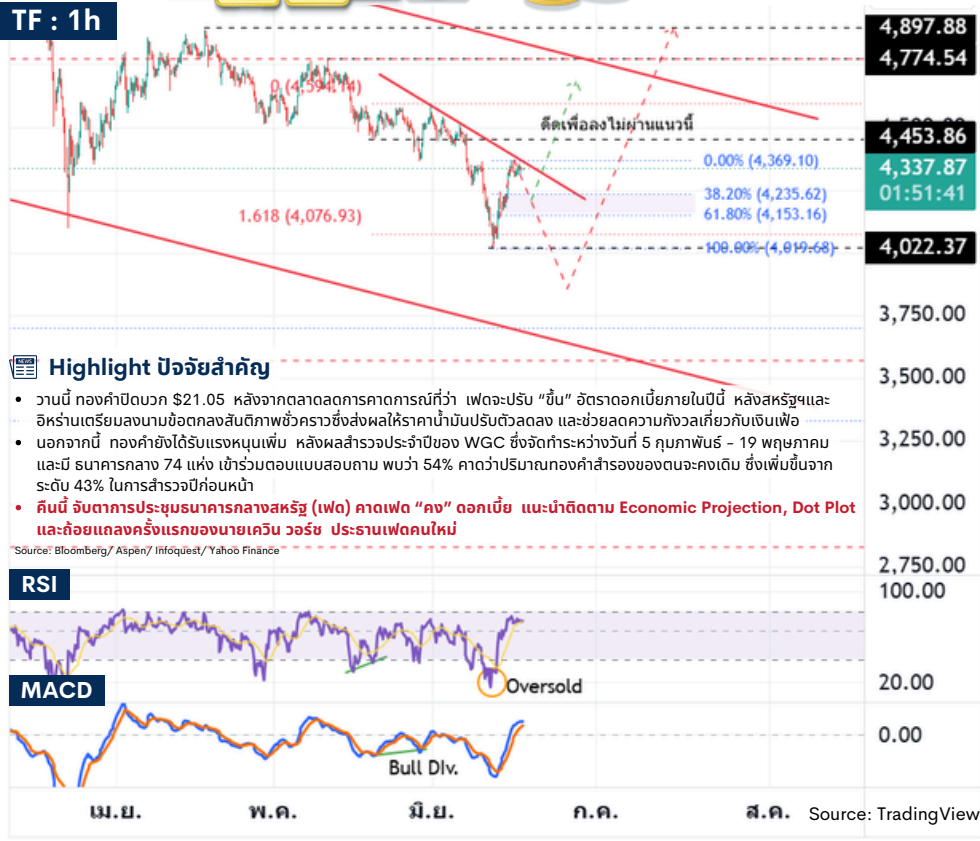 TF : 1h
4,897.88
4,774.54
0 (4,594.14)
ดีดเพื่อลงไม่ผ่านแนวนี้
4,453.86
0.00% (4,369.10)
4,337.87
01:51:41
38.20% (4,235.62)
1.618 (4,076.93)
61.80% (4,153.16)
100.00% (4,019.68)
4,022.37
3,750.00
3,500.00
3,250.00
3,000.00
2,750.00
NEWS
Highlight ปัจจัยสำคัญ
• วานนี้ ทองคำปิดบวก $21.05 หลังจากตลาดลดการคาดการณ์ที่ว่า เฟดจะปรับ “ขึ้น” อัตราดอกเบี้ยภายในปีนี้ หลังสหรัฐฯและ
อิหร่านเตรียมลงนามข้อตกลงสันติภาพชั่วคราวซึ่งส่งผลให้ราคาน้ำมันปรับตัวลดลง และช่วยลดความกังวลเกี่ยวกับเงินเฟ้อ
• นอกจากนี้ ทองคำยังได้รับแรงหนุนเพิ่ม หลังผลสำรวจประจำปีของ WGC ซึ่งจัดทำระหว่างวันที่ 5 กุมภาพันธ์ – 19 พฤษภาคม
และมี ธนาคารกลาง 74 แห่ง เข้าร่วมตอบแบบสอบถาม พบว่า 54% คาดว่าปริมาณทองคำสำรองของตนจะคงเดิม ซึ่งเพิ่มขึ้นจาก
ระดับ 43% ในการสำรวจปีก่อนหน้า
• คืนนี้ จับตาการประชุมธนาคารกลางสหรัฐ (เฟด) คาดเฟด “คง” ดอกเบี้ย แนะนำติดตาม Economic Projection, Dot Plot
และถ้อยแถลงครั้งแรกของนายเควิน วอร์ช ประธานเฟดคนใหม่
Source: Bloomberg/ Aspen/ Infoquest/ Yahoo Finance
RSI
100.00
20.00
Oversold
MACD
0.00
Bull DIv.
เม.ย.
พ.ค.
มิ.ย.
ก.ค.
ส.ค.
Source: TradingView